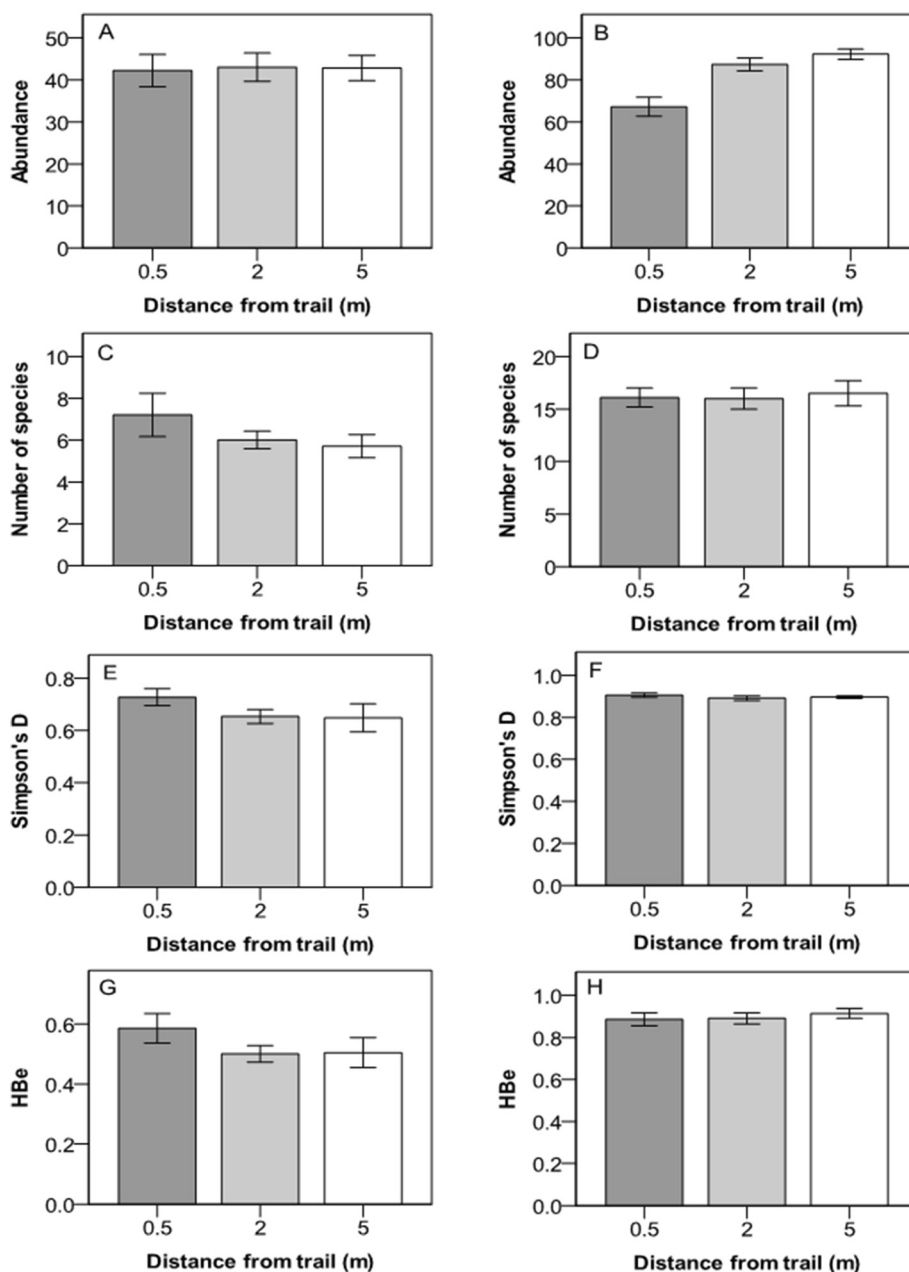 A
Abundance
50
40
30
20
10
0
0.5 2 5
Distance from trail (m)
B
Abundance
100
80
60
40
20
0
0.5 2 5
Distance from trail (m)
C
Number of species
10
8
6
4
2
0
0.5 2 5
Distance from trail (m)
D
Number of species
20
15
10
5
0
0.5 2 5
Distance from trail (m)
E
Simpson's D
0.8
0.6
0.4
0.2
0.0
0.5 2 5
Distance from trail (m)
F
Simpson's D
1.0
0.8
0.6
0.4
0.2
0.0
0.5 2 5
Distance from trail (m)
G
HBe
0.6
0.4
0.2
0.0
0.5 2 5
Distance from trail (m)
H
HBe
1.0
0.8
0.6
0.4
0.2
0.0
0.5 2 5
Distance from trail (m)